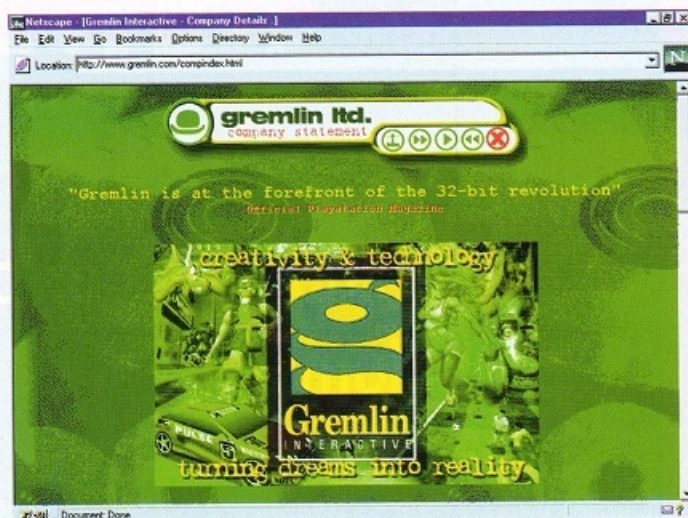 Netscape - [Gremlin Interactive - Company Details .]
File Edit View Go Bookmarks Options Directory Window Help
Location: http://www.gremlin.com/compindex.html
N
gremlin ltd.
company statement
"Gremlin is at the forefront of the 32-bit revolution"
Official Playstation Magazine
creativity & technology
Gremlin
INTERACTIVE
PULSE
turning dreams into reality
Document: Done